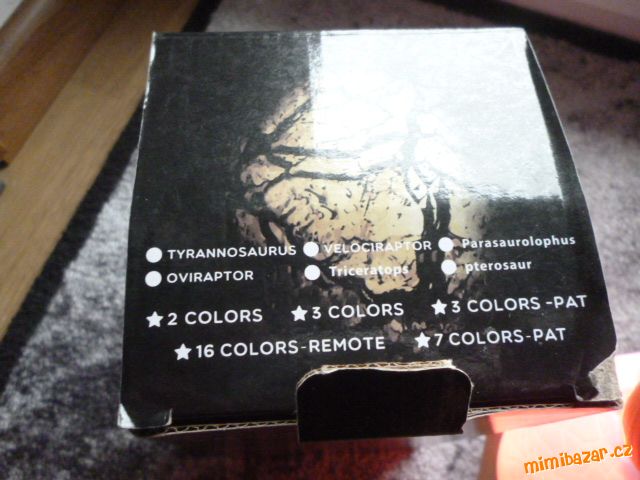 TYRANNOSAURUS VELOCIRAPTOR Parasaurolophus
OVIRAPTOR Triceratops pterosaur
2 COLORS 3 COLORS 3 COLORS -PAT
16 COLORS-REMOTE 7 COLORS-PAT
mimibazar.cz